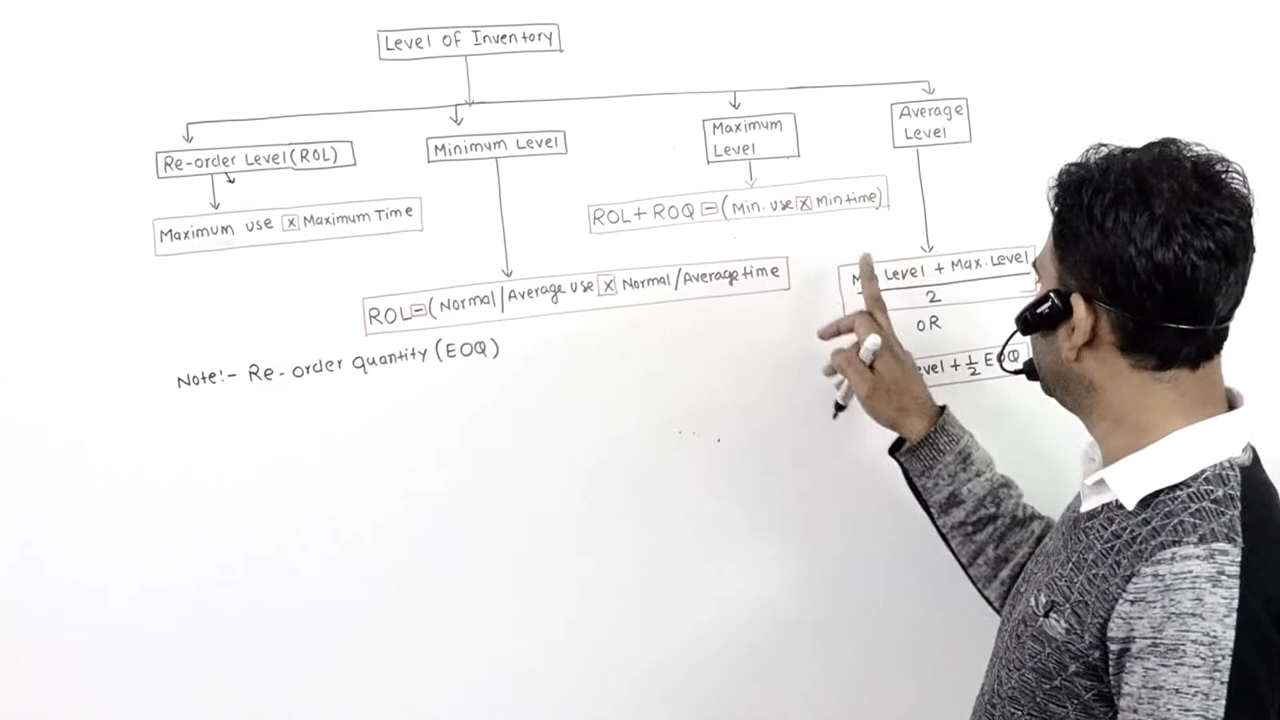 Level of Inventory
Re-order Level(ROL)
Minimum Level
Maximum
Level
Average
Level
Maximum use x Maximum Time
ROL=(Normal/Average use x Normal/Average time
ROL+ROQ=(Min. use x Min time)
Level + Max. Level
2
OR
+ 1/2 EOQ
Note:- Re-order quantity (EOQ)